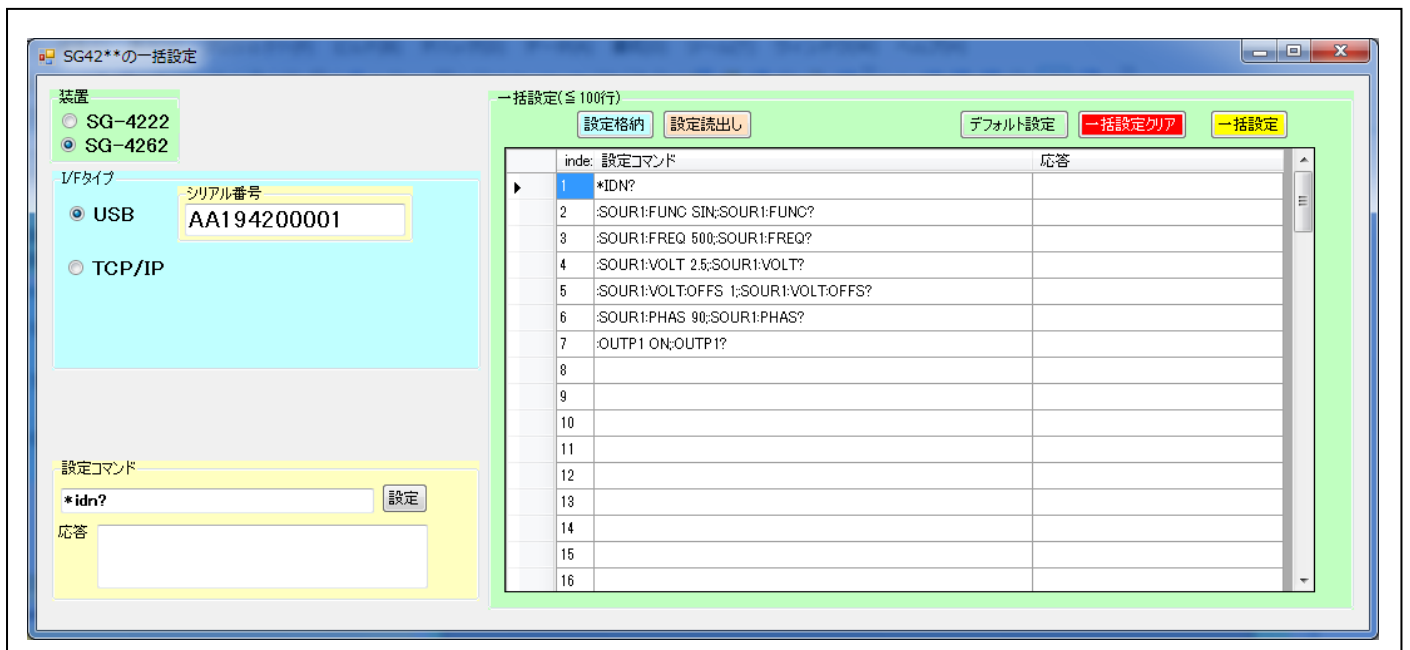 SG42**の一括設定
装置
SG-4222
SG-4262
I/Fタイプ
シリアル番号
USB
AA194200001
TCP/IP
設定コマンド
*idn?
設定
応答
一括設定(≦100行)
設定格納 設定読出し デフォルト設定 一括設定クリア 一括設定
inde: 設定コマンド 応答
1 *IDN?
2 :SOUR1:FUNC SIN;:SOUR1:FUNC?
3 :SOUR1:FREQ 500;:SOUR1:FREQ?
4 :SOUR1:VOLT 2.5;:SOUR1:VOLT?
5 :SOUR1:VOLT:OFFS 1;:SOUR1:VOLT:OFFS?
6 :SOUR1:PHAS 90;:SOUR1:PHAS?
7 :OUTP1 ON;:OUTP1?
8
9
10
11
12
13
14
15
16